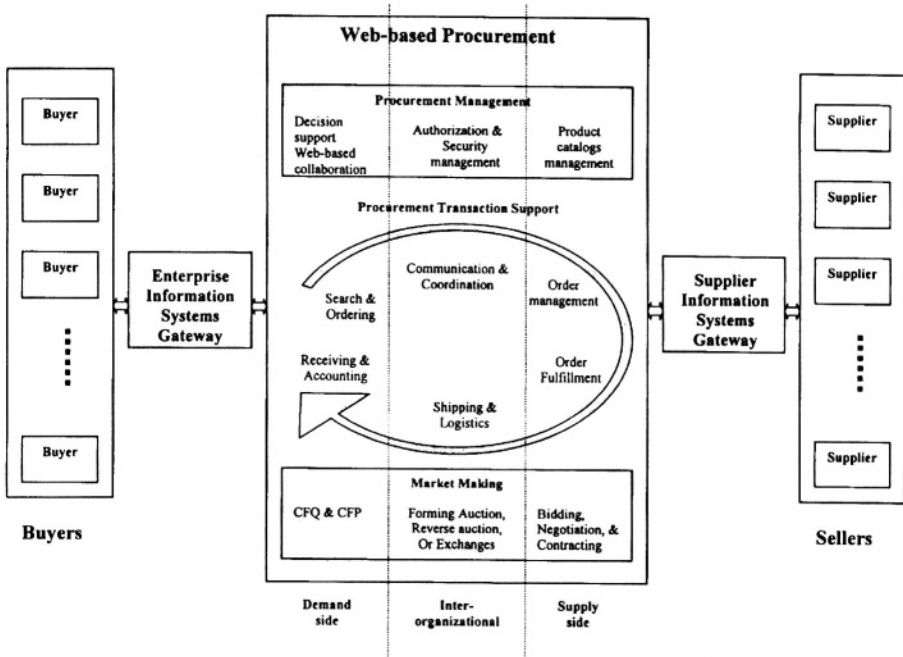 Web-based Procurement
Buyer
Buyer
Buyer
Buyer
Buyers
Enterprise
Information
Systems
Gateway
Procurement Management
Decision
support
Web-based
collaboration
Authorization &
Security
management
Product
catalogs
management
Procurement Transaction Support
Communication &
Coordination
Search &
Ordering
Order
management
Receiving &
Accounting
Order
Fulfillment
Shipping &
Logistics
Market Making
CFQ & CFP
Forming Auction,
Reverse auction,
Or Exchanges
Bidding,
Negotiation, &
Contracting
Demand
side
Inter-
organizational
Supply
side
Supplier
Information
Systems
Gateway
Supplier
Supplier
Supplier
Supplier
Sellers